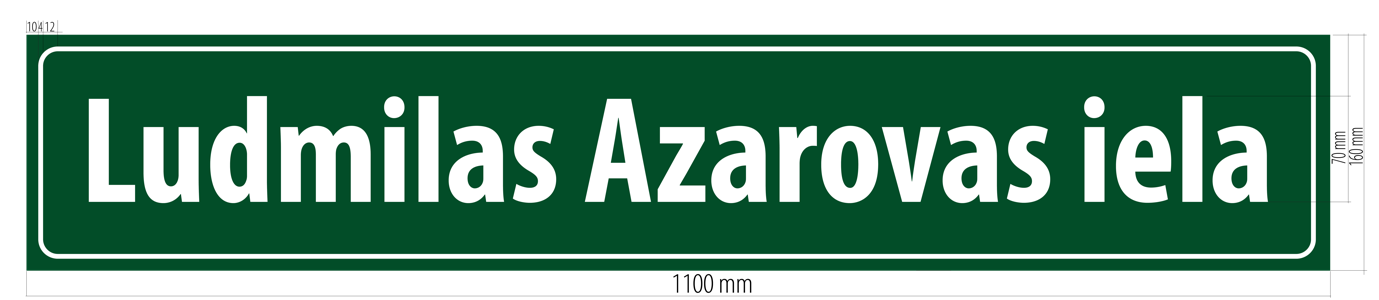 10 4 12
Ludmilas Azarovas iela
70 mm
160 mm
1100 mm